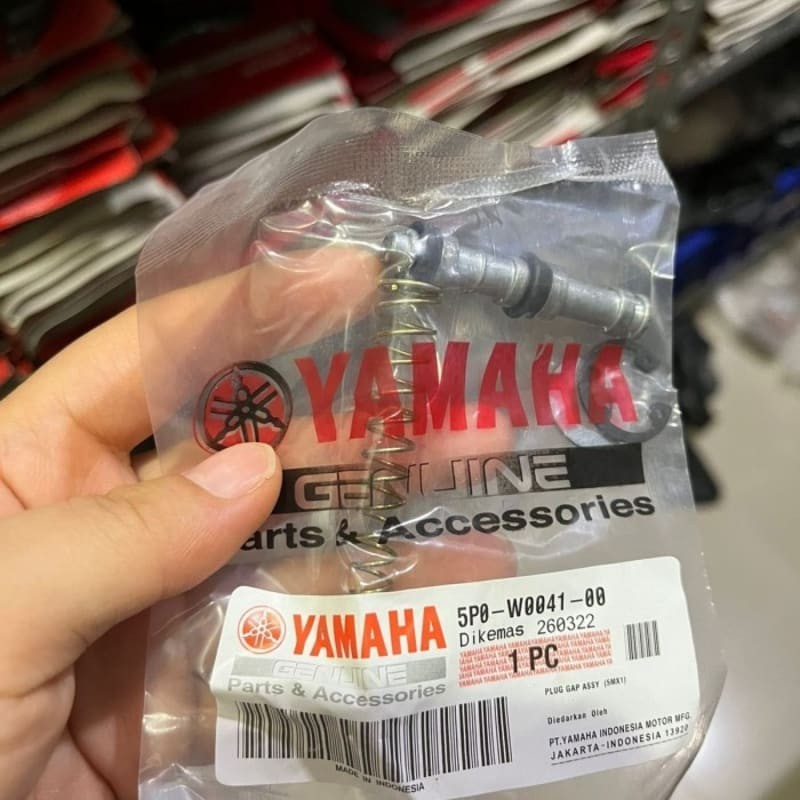 YAMAHA
GENUINE
Parts & Accessories
YAMAHA
GENUINE
Parts & Accessories
5P0-W0041-00
Dikemas 260322
1 PC
PLUG GAP ASSY (5MX1)
Diedarkan Oleh
PT.YAMAHA INDONESIA MOTOR MFG.
JAKARTA-INDONESIA 13920
MADE IN INDONESIA